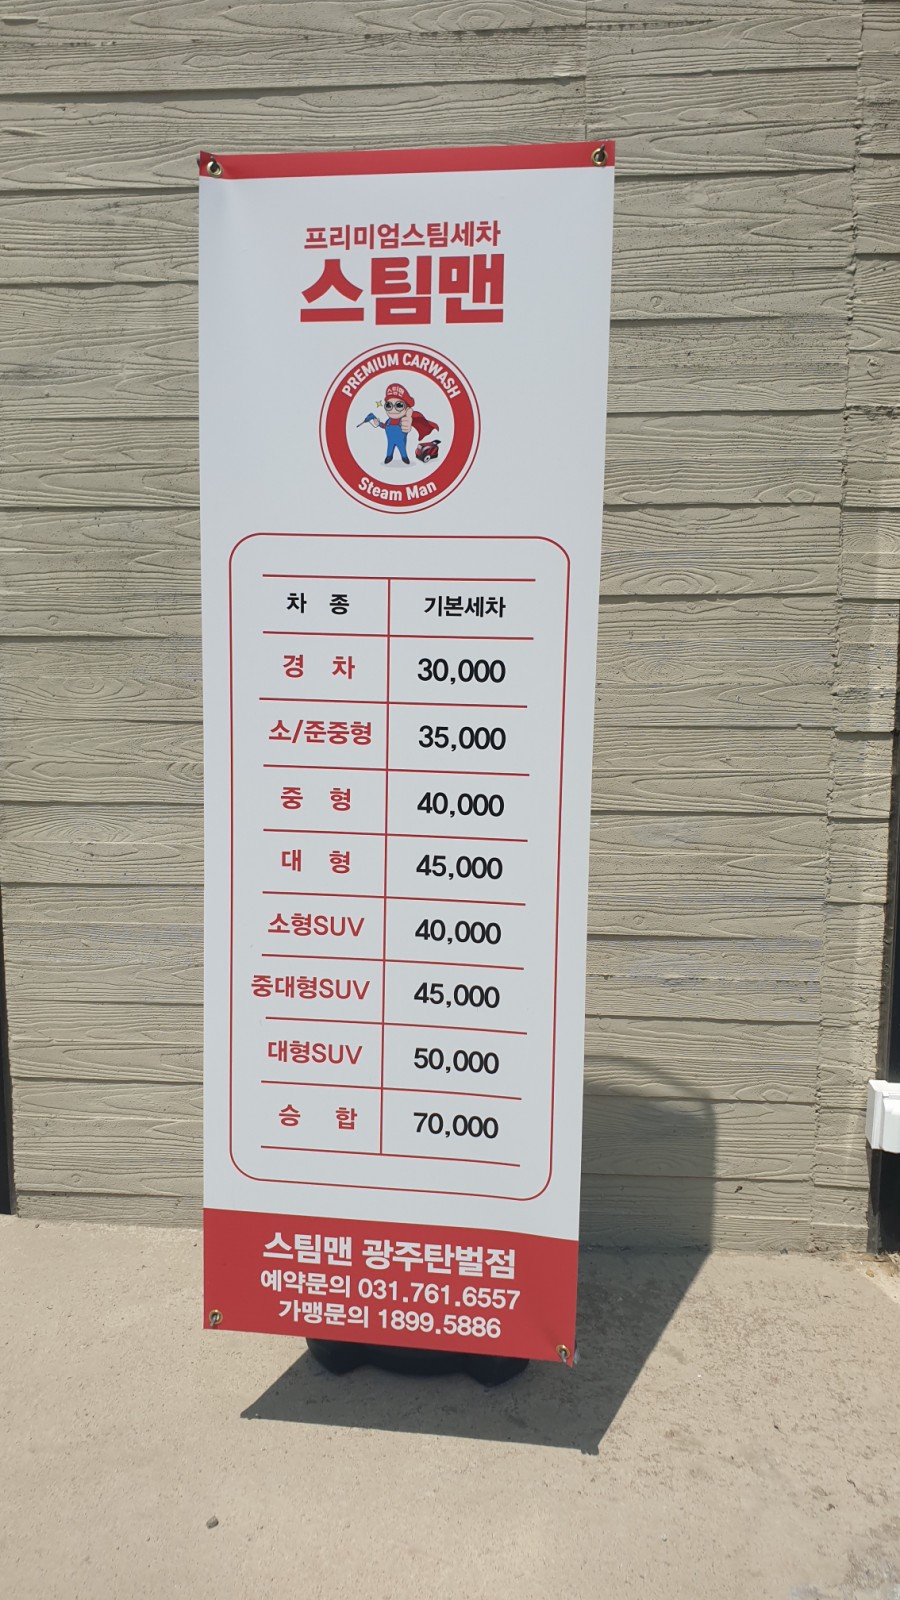 프리미엄스팀세차
스팀맨
PREMIUM CARWASH
스팀맨
Steam Man
차 종 기본세차
경 차 30,000
소/준중형 35,000
중 형 40,000
대 형 45,000
소형SUV 40,000
중대형SUV 45,000
대형SUV 50,000
승 합 70,000
스팀맨 광주탄벌점
예약문의 031.761.6557
가맹문의 1899.5886